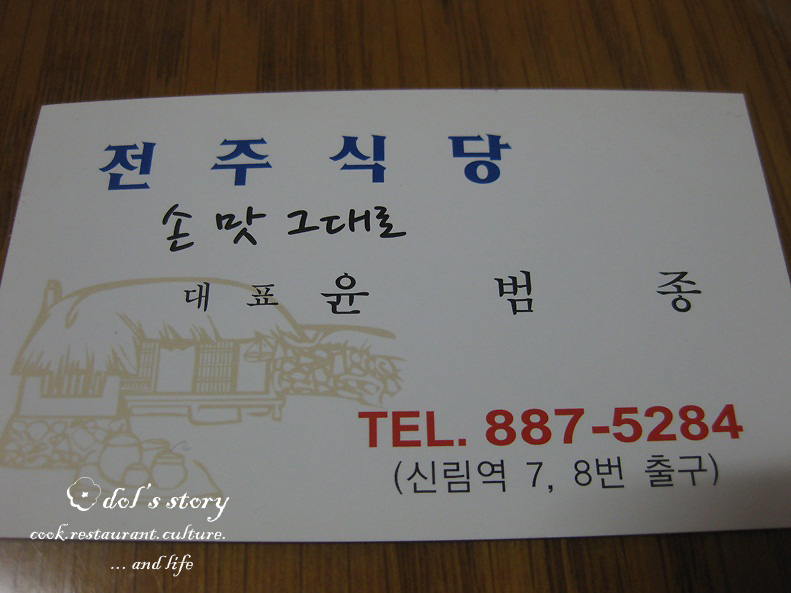 전주식당
손맛 그대로
대표 윤범종
TEL. 887-5284
(신림역 7, 8번 출구)
dol's story
cook.restaurant.culture.
... and life